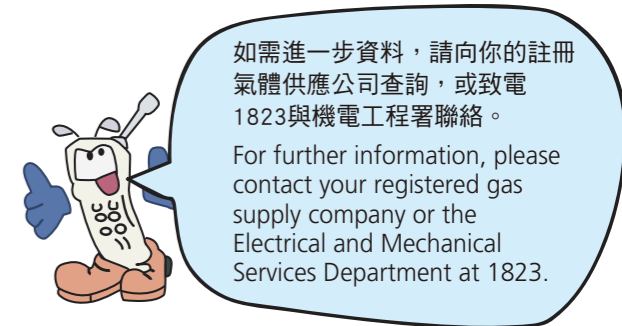 如需進一步資料，請向你的註冊
氣體供應公司查詢，或致電
1823與機電工程署聯絡。
For further information, please
contact your registered gas
supply company or the
Electrical and Mechanical
Services Department at 1823.